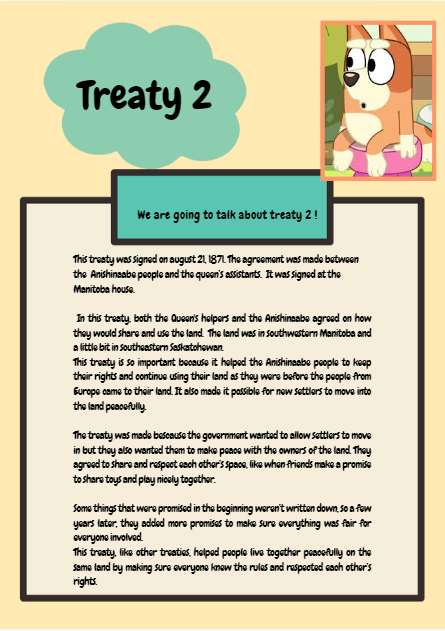 Treaty 2
We are going to talk about treaty 2 !
This treaty was signed on august 21, 1871. The agreement was made between
the Anishinaabe people and the queen's assistants. It was signed at the
Manitoba house.
In this treaty, both the Queen's helpers and the Anishinaabe agreed on how
they would share and use the land. The land was in southwestern Manitoba and
a little bit in southeastern Saskatchewan.
This treaty is so important because it helped the Anishinaabe people to keep
their rights and continue using their land as they were before the people from
Europe came to their land. It also made it possible for new settlers to move into
the land peacefully.
The treaty was made bescause the government wanted to allow settlers to move
in but they also wanted them to make peace with the owners of the land. They
agreed to share and respect each other's space, like when friends make a promise
to share toys and play nicely together.
Some things that were promised in the beginning weren't written down, so a few
years later, they added more promises to make sure everything was fair for
everyone involved.
This treaty, like other treaties, helped people live together peacefully on the
same land by making sure everyone knew the rules and respected each other's
rights.